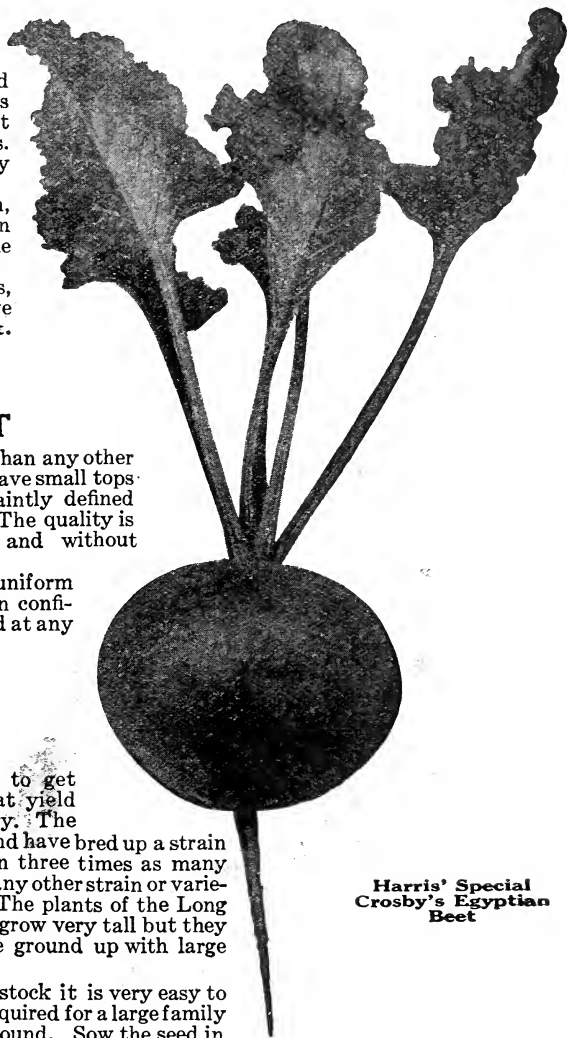 d
s
t
s.
y
n
e
s,
e
t.
T
han any other
ave small tops
aintly defined
The quality is
and without
uniform
n confi-
d at any
to get
at yield
y. The
nd have bred up a strain
n three times as many
any other strain or varie-
The plants of the Long
grow very tall but they
e ground up with large
stock it is very easy to
quired for a large family
ound. Sow the seed in
Harris' Special
Crosby's Egyptian
Beet